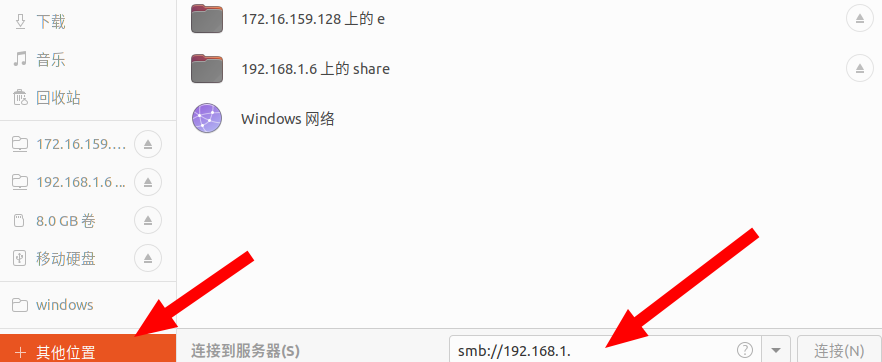 下载
音乐
回收站
172.16.159....
192.168.1.6 ...
8.0 GB 卷
移动硬盘
windows
+ 其他位置
172.16.159.128 上的 e
192.168.1.6 上的 share
Windows 网络
连接到服务器(S)
smb://192.168.1.
?
连接(N)